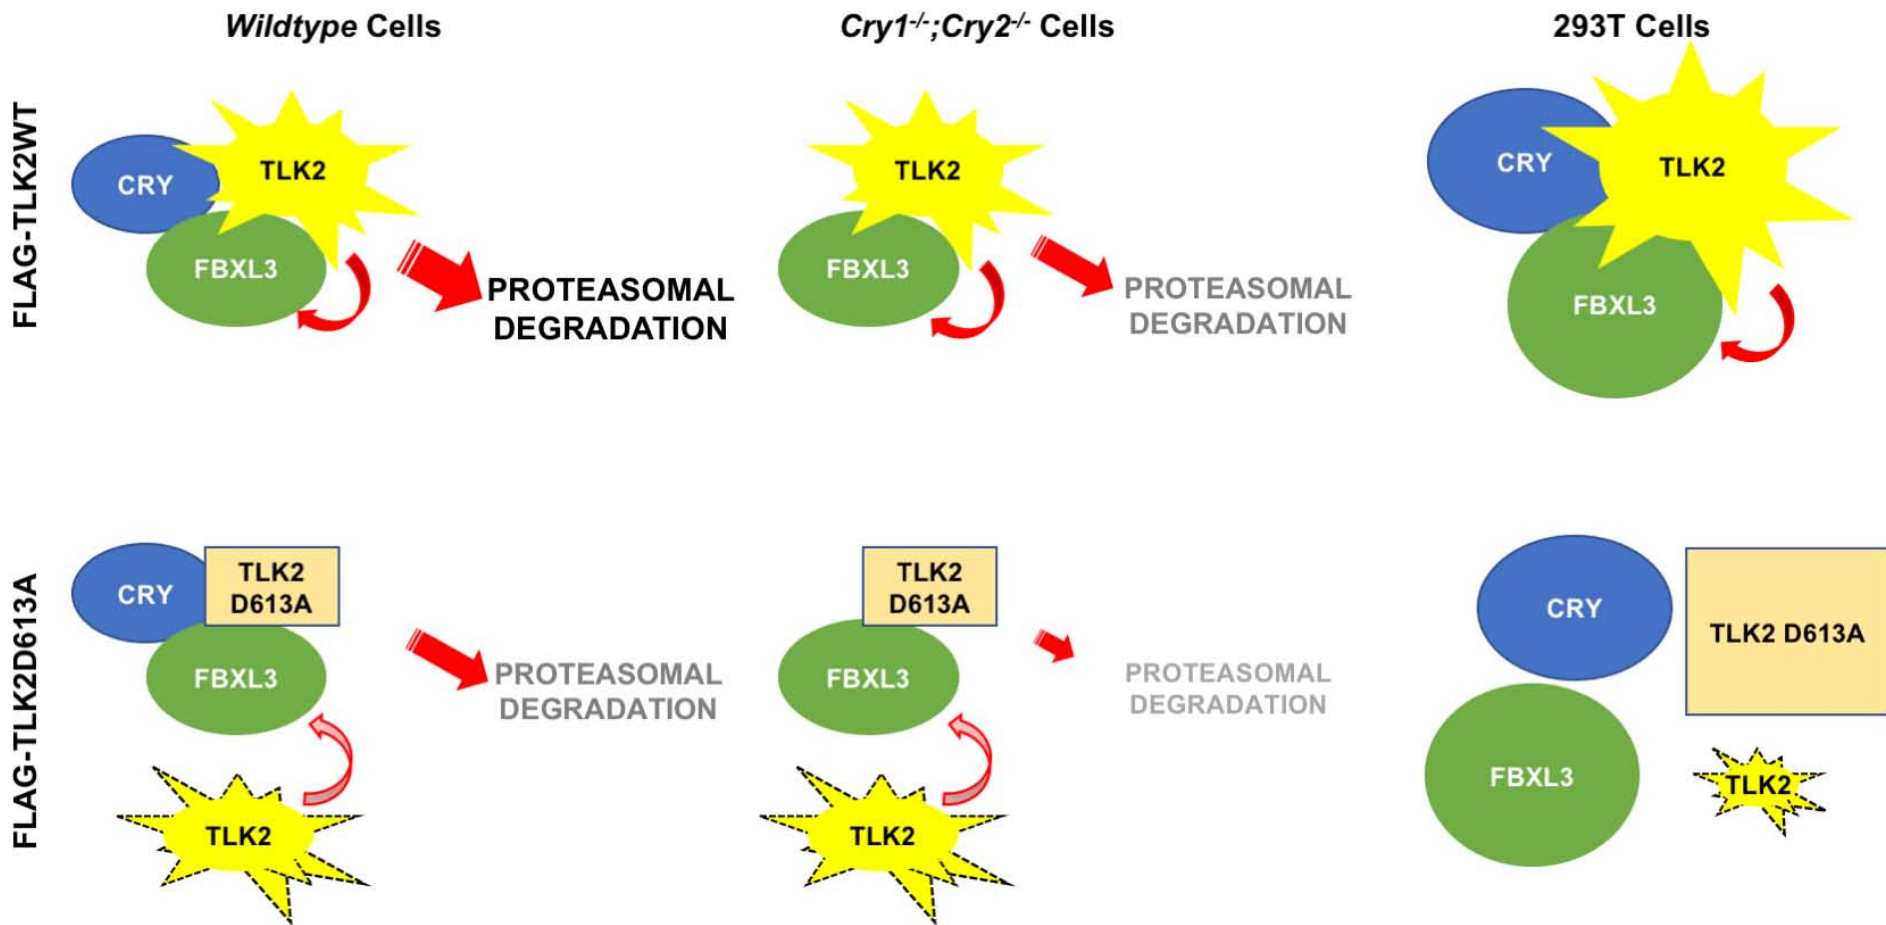 Wildtype Cells
Cry1-/-;Cry2-/- Cells
293T Cells
FLAG-TLK2WT
CRY
TLK2
FBXL3
PROTEASOMAL
DEGRADATION
TLK2
FBXL3
PROTEASOMAL
DEGRADATION
CRY
TLK2
FBXL3
FLAG-TLK2D613A
CRY
TLK2
D613A
FBXL3
PROTEASOMAL
DEGRADATION
TLK2
TLK2
D613A
FBXL3
PROTEASOMAL
DEGRADATION
TLK2
CRY
TLK2 D613A
FBXL3
TLK2